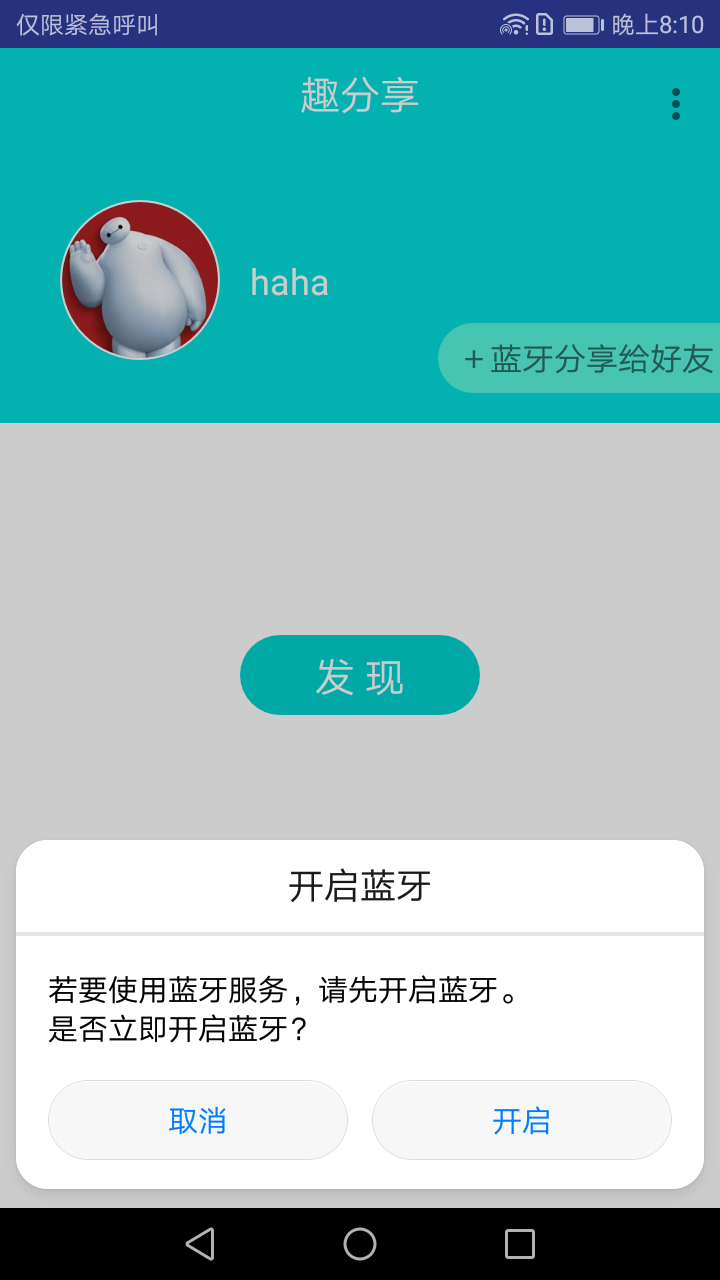 仅限紧急呼叫
晚上8:10
趣分享
haha
+蓝牙分享给好友
发 现
开启蓝牙
若要使用蓝牙服务，请先开启蓝牙。
是否立即开启蓝牙？
取消
开启